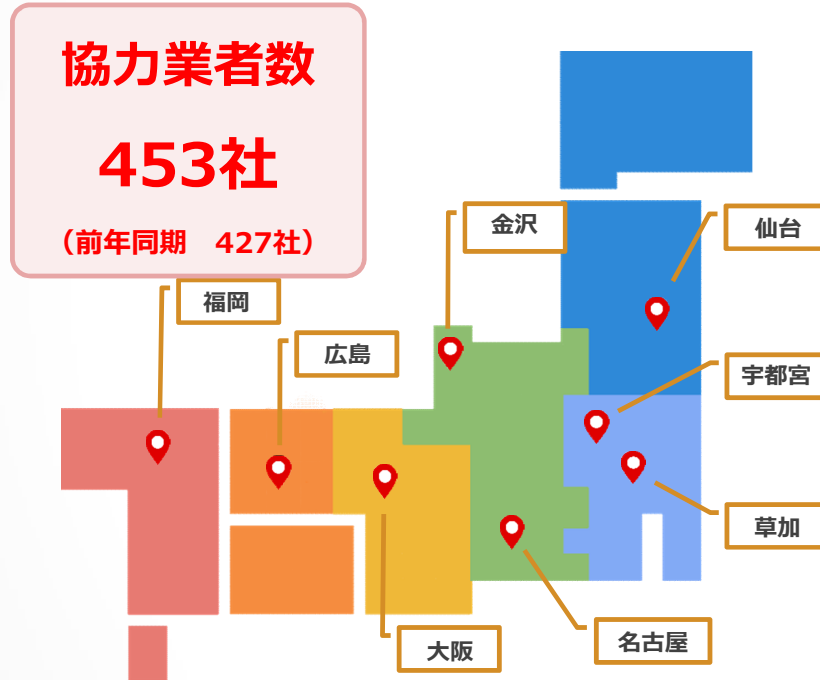 協力業者数
453社
（前年同期　427社）
金沢
仙台
福岡
広島
宇都宮
草加
名古屋
大阪